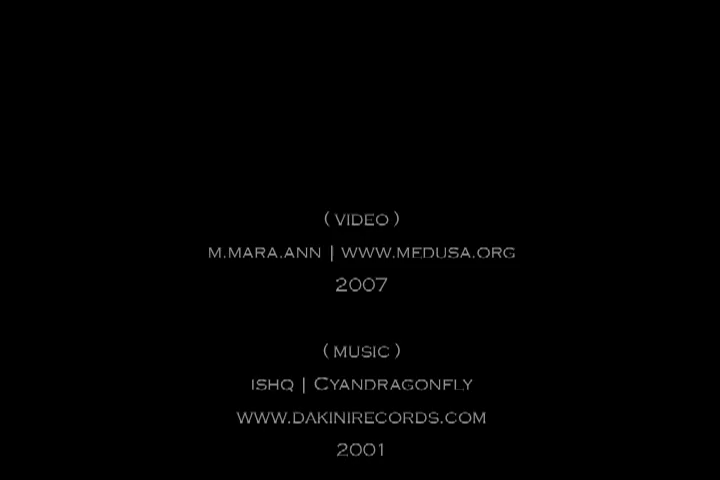 ( VIDEO )
M.MARA.ANN | WWW.MEDUSA.ORG
2007
( MUSIC )
ISHQ | CYANDRAGONFLY
WWW.DAKINIRECORDS.COM
2001